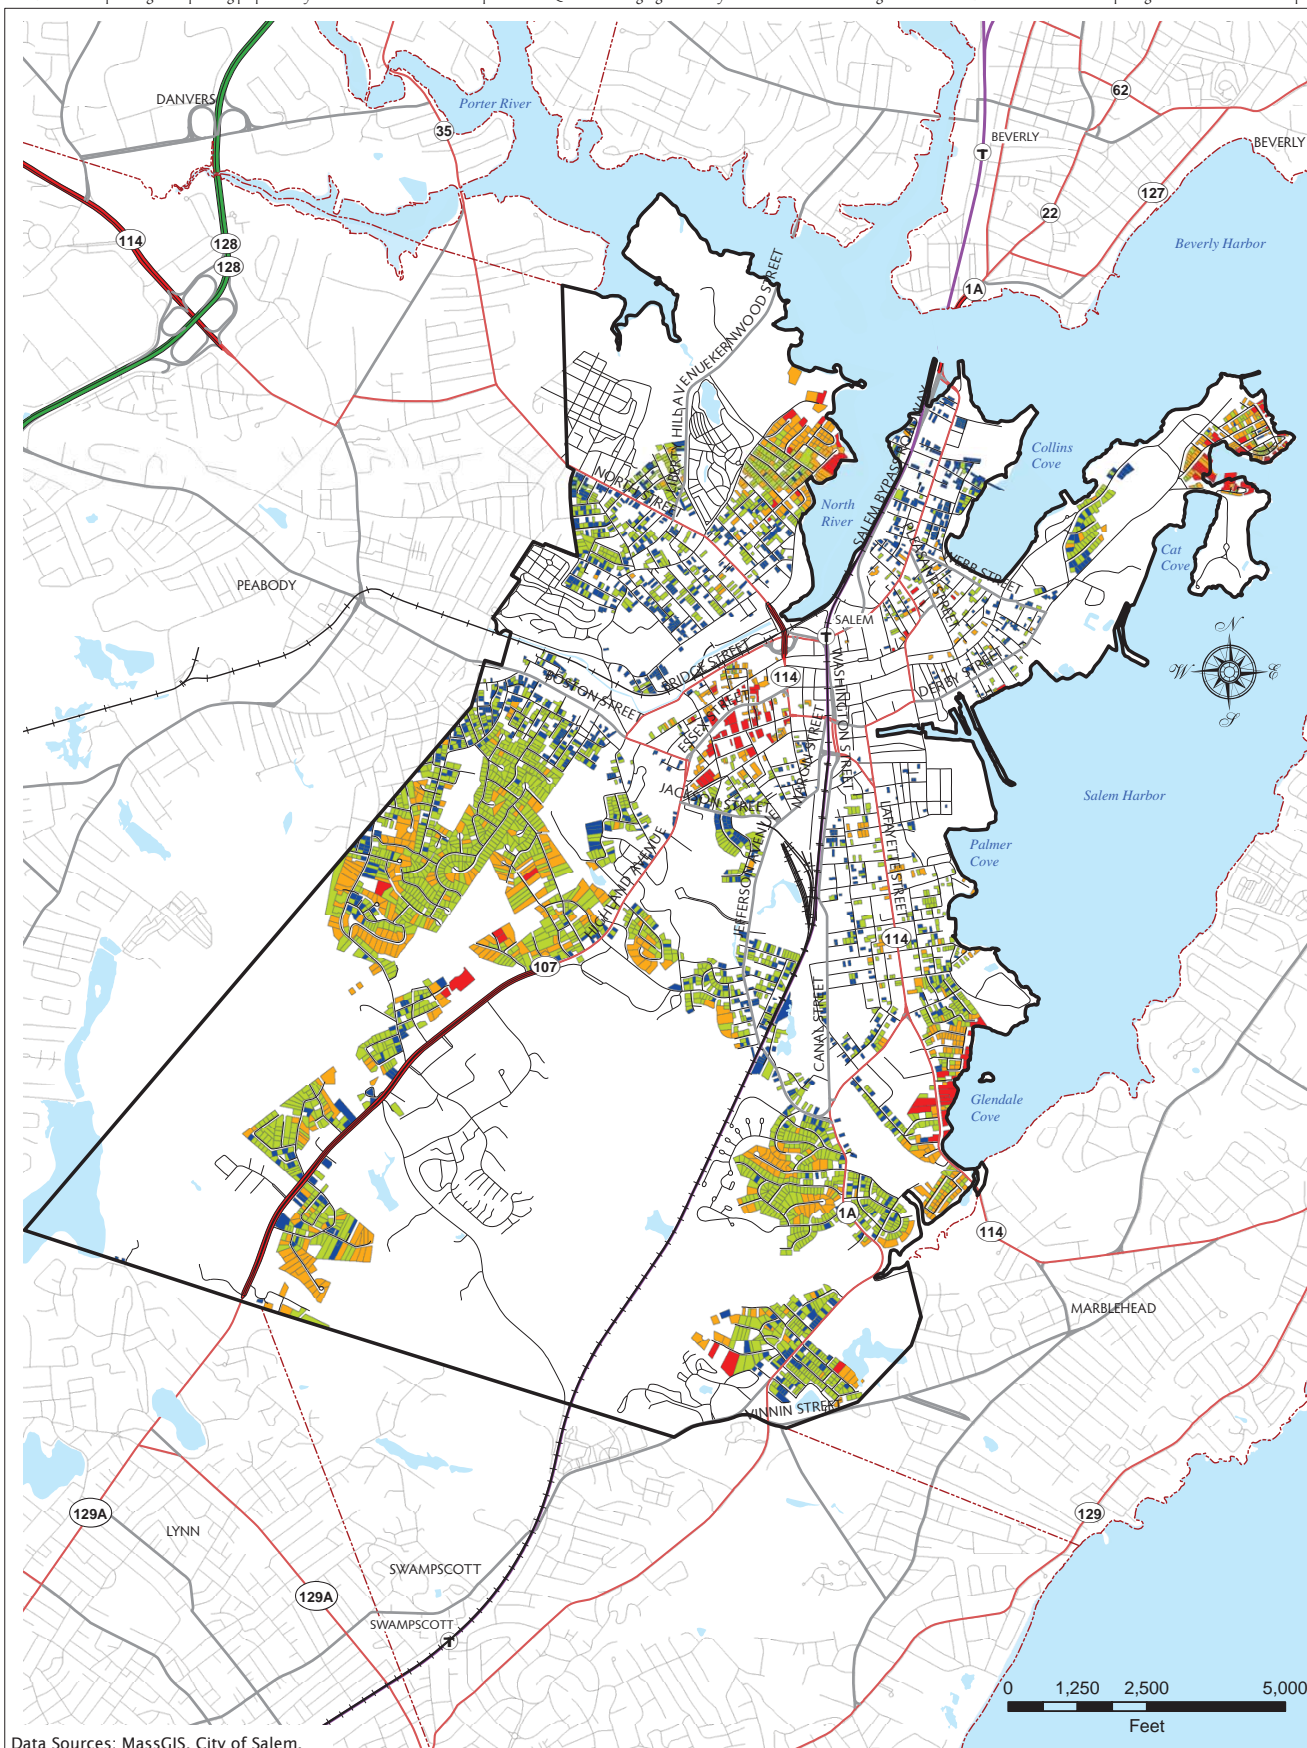 DANVERS
Porter River
35
62
BEVERLY
T
BEVERLY
127
22
114
128
128
Beverly Harbor
1A
KERNWOOD STREET
LIBERTY HILL AVENUE
NORTH STREET
SALEM BYPASS ROADWAY
Collins
Cove
North
River
WEBB STREET
Cat
Cove
PEABODY
SALEM
T
N
W
E
S
BRIDGE STREET
BOSTON STREET
114
DERBY STREET
ESSEX STREET
WASHINGTON STREET
MARGIN STREET
JACKSON STREET
Salem Harbor
LAFAYETTE STREET
Palmer
Cove
JEFFERSON AVENUE
HIGHLAND AVENUE
114
107
CANAL STREET
Glendale
Cove
1A
114
MARBLEHEAD
VINNIN STREET
129A
129
LYNN
SWAMPSCOTT
129A
SWAMPSCOTT
T
0 1,250 2,500 5,000
Feet
Data Sources: MassGIS, City of Salem.